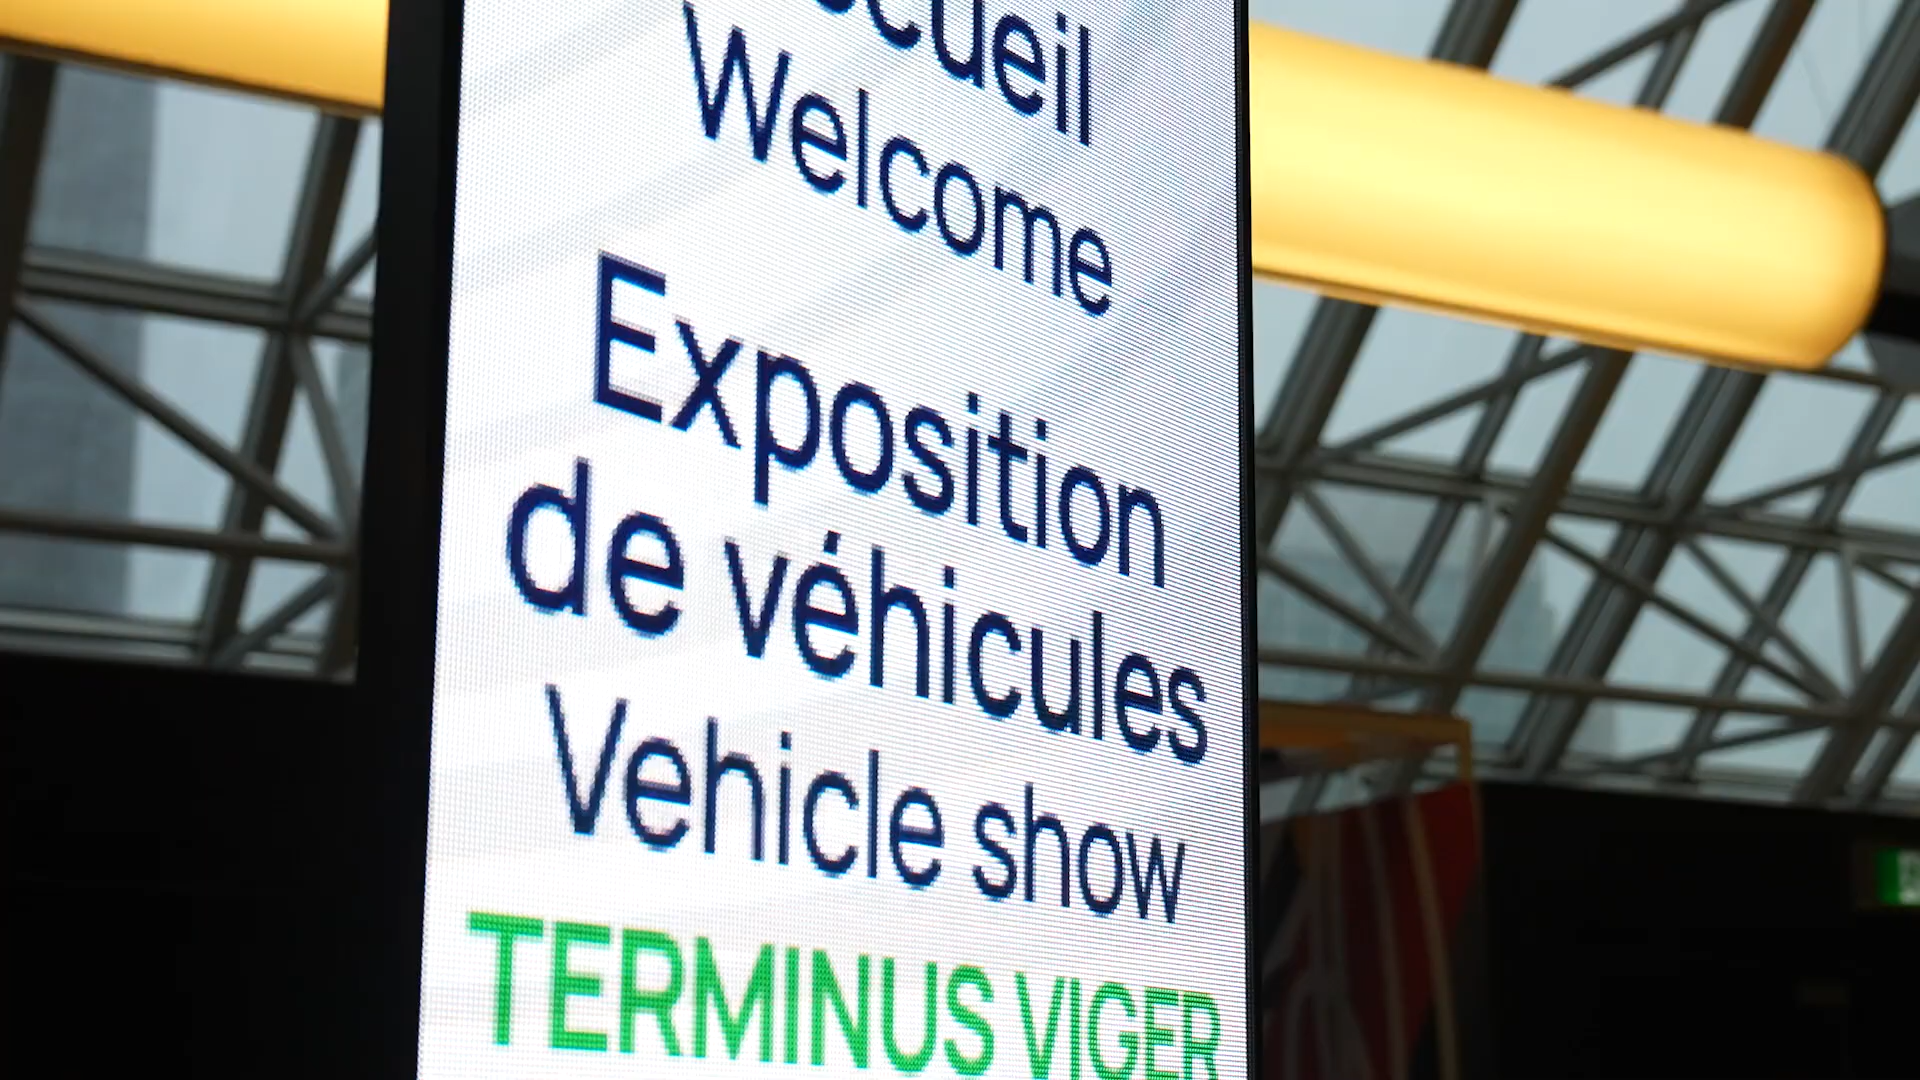 Welcome
Exposition
de véhicules
Vehicle show
TERMINUS VIGER